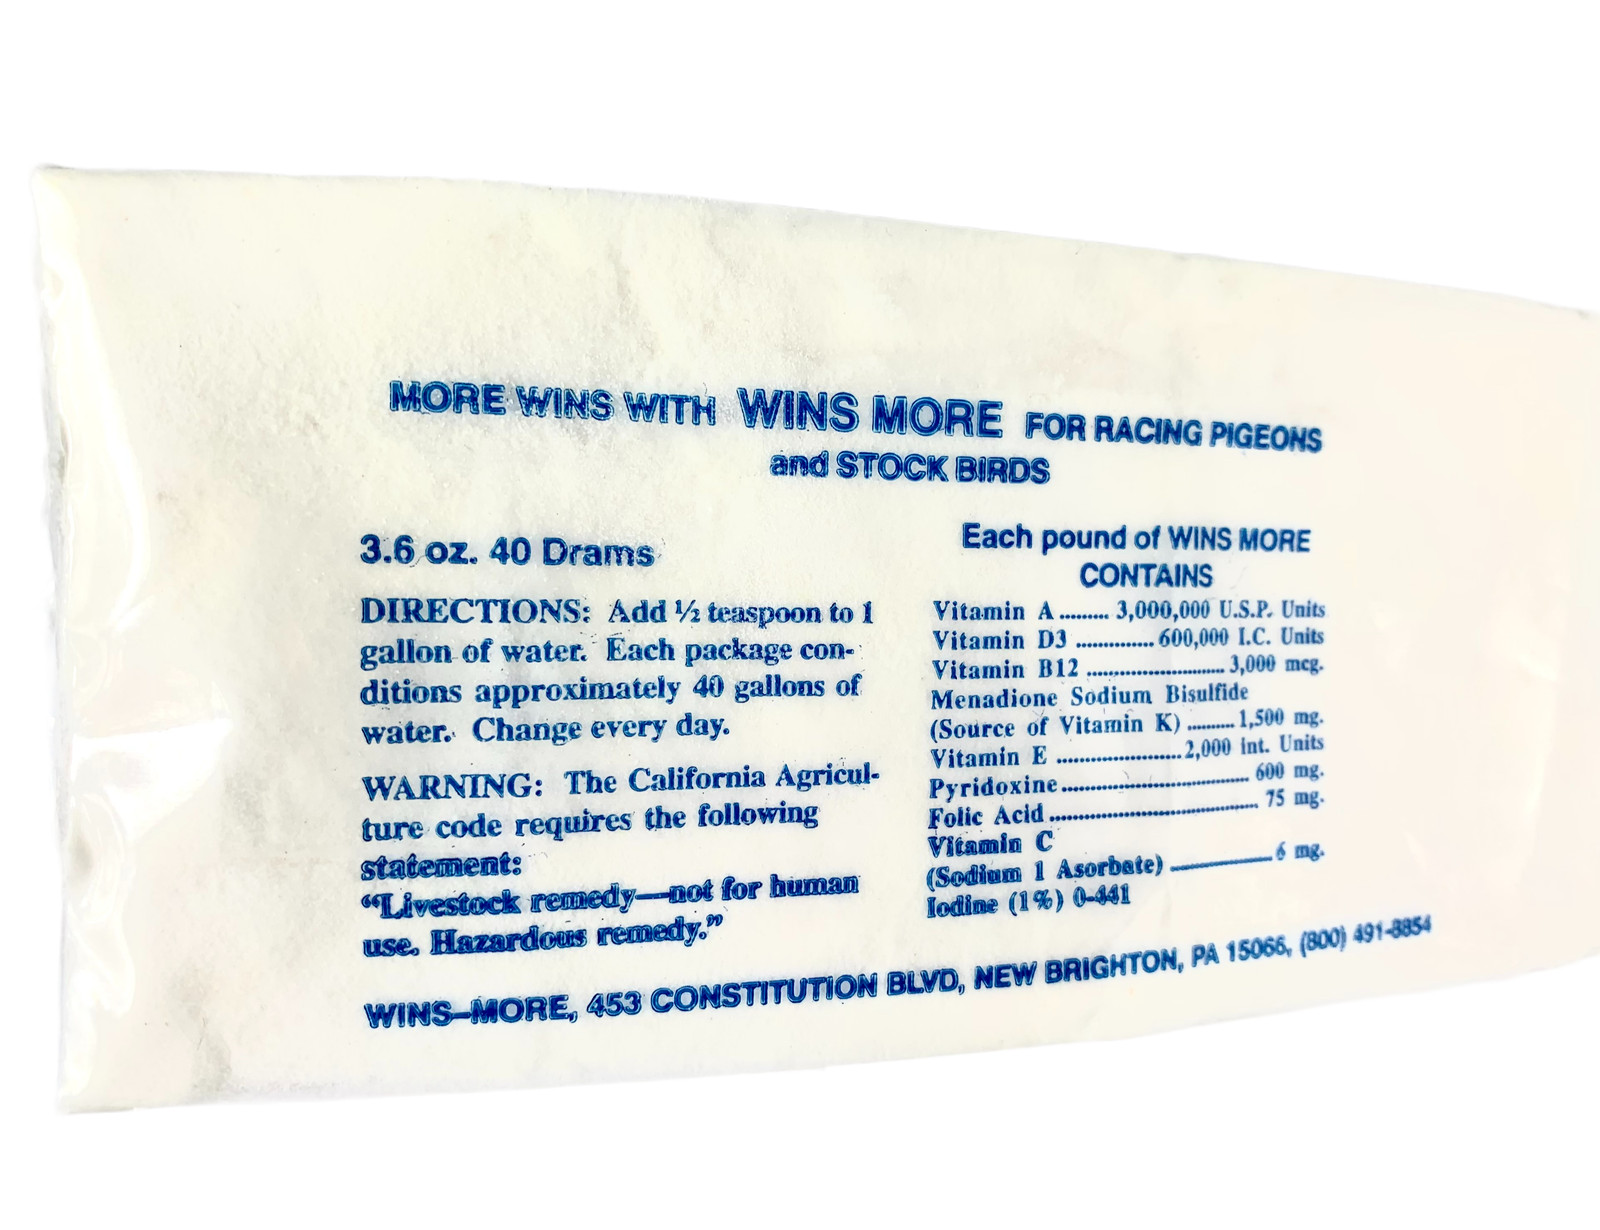 MORE WINS WITH WINS MORE FOR RACING PIGEONS
and STOCK BIRDS
3.6 oz. 40 Drams
DIRECTIONS: Add ½ teaspoon to 1
gallon of water. Each package con-
ditions approximately 40 gallons of
water. Change every day.
WARNING: The California Agricul-
ture code requires the following
statement:
“Livestock remedy—not for human
use. Hazardous remedy.”
Each pound of WINS MORE
CONTAINS
Vitamin A ......... 3,000,000 U.S.P. Units
Vitamin D3 .............. 600,000 I.C. Units
Vitamin B12 ......................... 3,000 mcg.
Menadione Sodium Bisulfide
(Source of Vitamin K) ......... 1,500 mg.
Vitamin E ....................... 2,000 int. Units
Pyridoxine .................................. 600 mg.
Folic Acid ...................................... 75 mg.
Vitamin C
(Sodium 1 Asorbate) ................... 6 mg.
Iodine (1%) 0-441
WINS–MORE, 453 CONSTITUTION BLVD, NEW BRIGHTON, PA 15066, (800) 491-8854